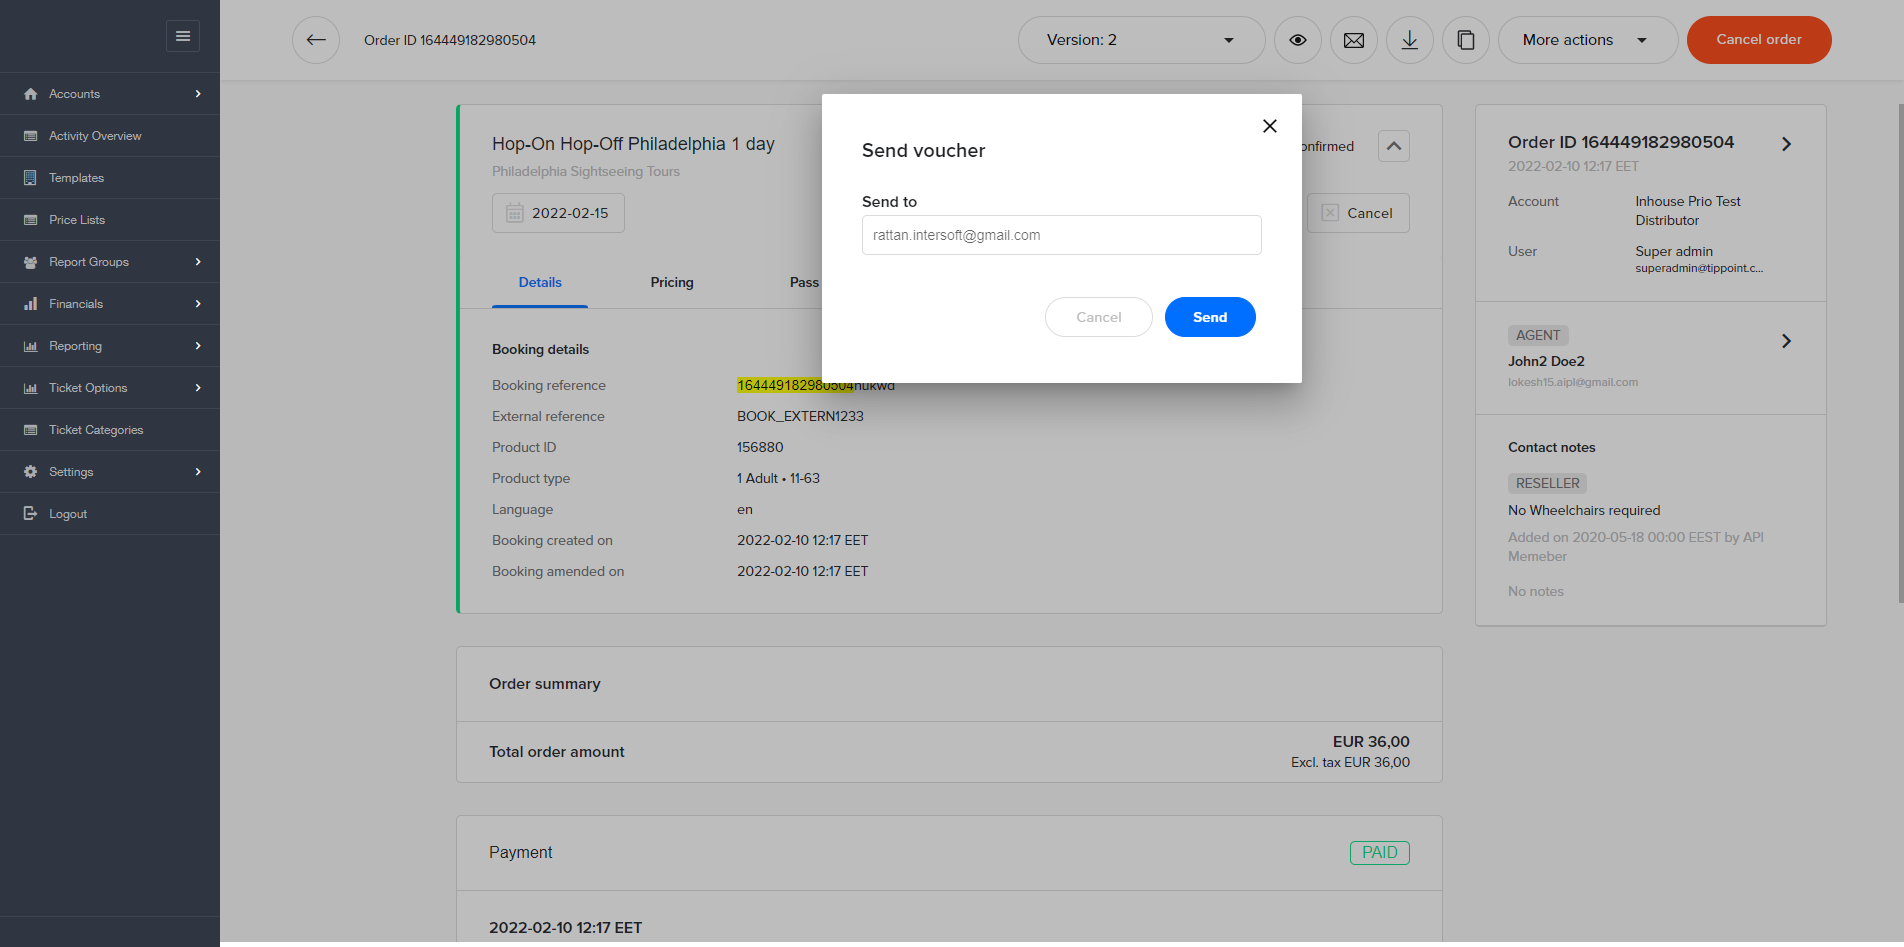 Order ID 164449182980504
Version: 2
More actions
Cancel order
Accounts
Activity Overview
Templates
Price Lists
Report Groups
Financials
Reporting
Ticket Options
Ticket Categories
Settings
Logout
Hop-On Hop-Off Philadelphia 1 day
Philadelphia Sightseeing Tours
2022-02-15
onfirmed
Cancel
Details
Pricing
Pass
Send voucher
Send to
rattan.intersoft@gmail.com
Cancel
Send
Booking details
Booking reference 164449182980504hukwd
External reference BOOK_EXTERN1233
Product ID 156880
Product type 1 Adult • 11-63
Language en
Booking created on 2022-02-10 12:17 EET
Booking amended on 2022-02-10 12:17 EET
Order summary
Total order amount EUR 36,00
Excl. tax EUR 36,00
Payment PAID
2022-02-10 12:17 EET
Order ID 164449182980504
2022-02-10 12:17 EET
Account Inhouse Prio Test
Distributor
User Super admin
superadmin@tippoint.c...
AGENT
John2 Doe2
lokesh15.aipl@gmail.com
Contact notes
RESELLER
No Wheelchairs required
Added on 2020-05-18 00:00 EEST by API
Memeber
No notes